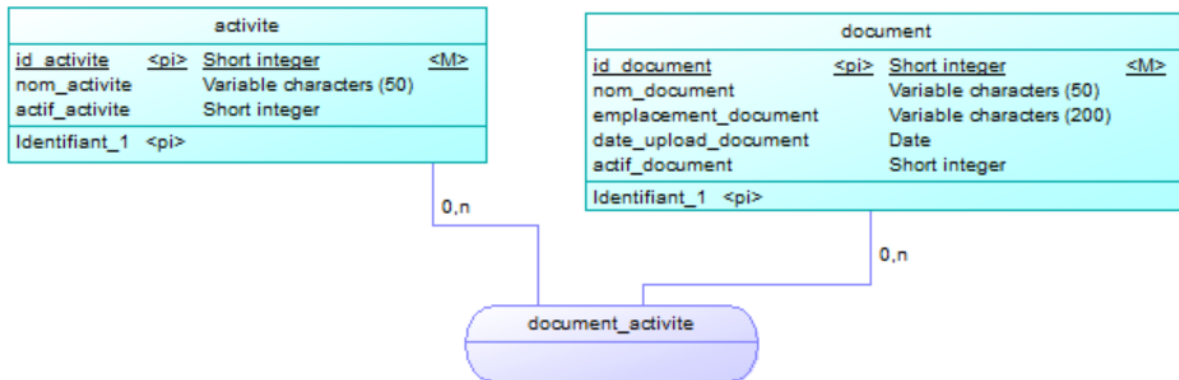 activite
id_activite <pi> Short integer <M>
nom_activite Variable characters (50)
actif_activite Short integer
Identifiant_1 <pi>
document
id_document <pi> Short integer <M>
nom_document Variable characters (50)
emplacement_document Variable characters (200)
date_upload_document Date
actif_document Short integer
Identifiant_1 <pi>
0,n
0,n
document_activite